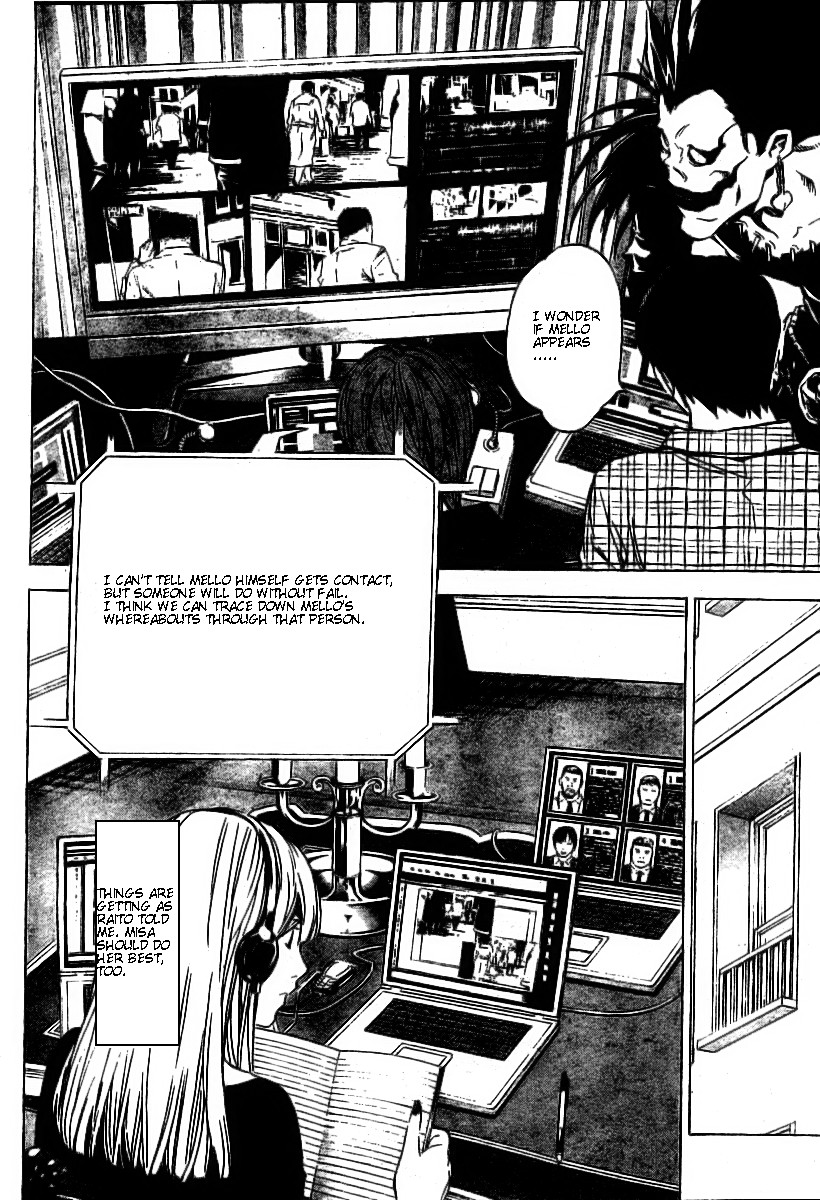 I WONDER
IF MELLO
APPEARS
.....
I CAN'T TELL MELLO HIMSELF GETS CONTACT,
BUT SOMEONE WILL DO WITHOUT FAIL.
I THINK WE CAN TRACE DOWN MELLO'S
WHEREABOUTS THROUGH THAT PERSON.
THINGS ARE
GETTING AS
RAITO TOLD
ME. MISA
SHOULD DO
HER BEST,
TOO.